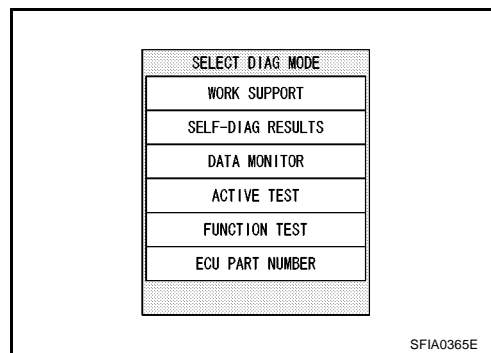 SELECT DIAG MODE
WORK SUPPORT
SELF-DIAG RESULTS
DATA MONITOR
ACTIVE TEST
FUNCTION TEST
ECU PART NUMBER
SFIA0365E